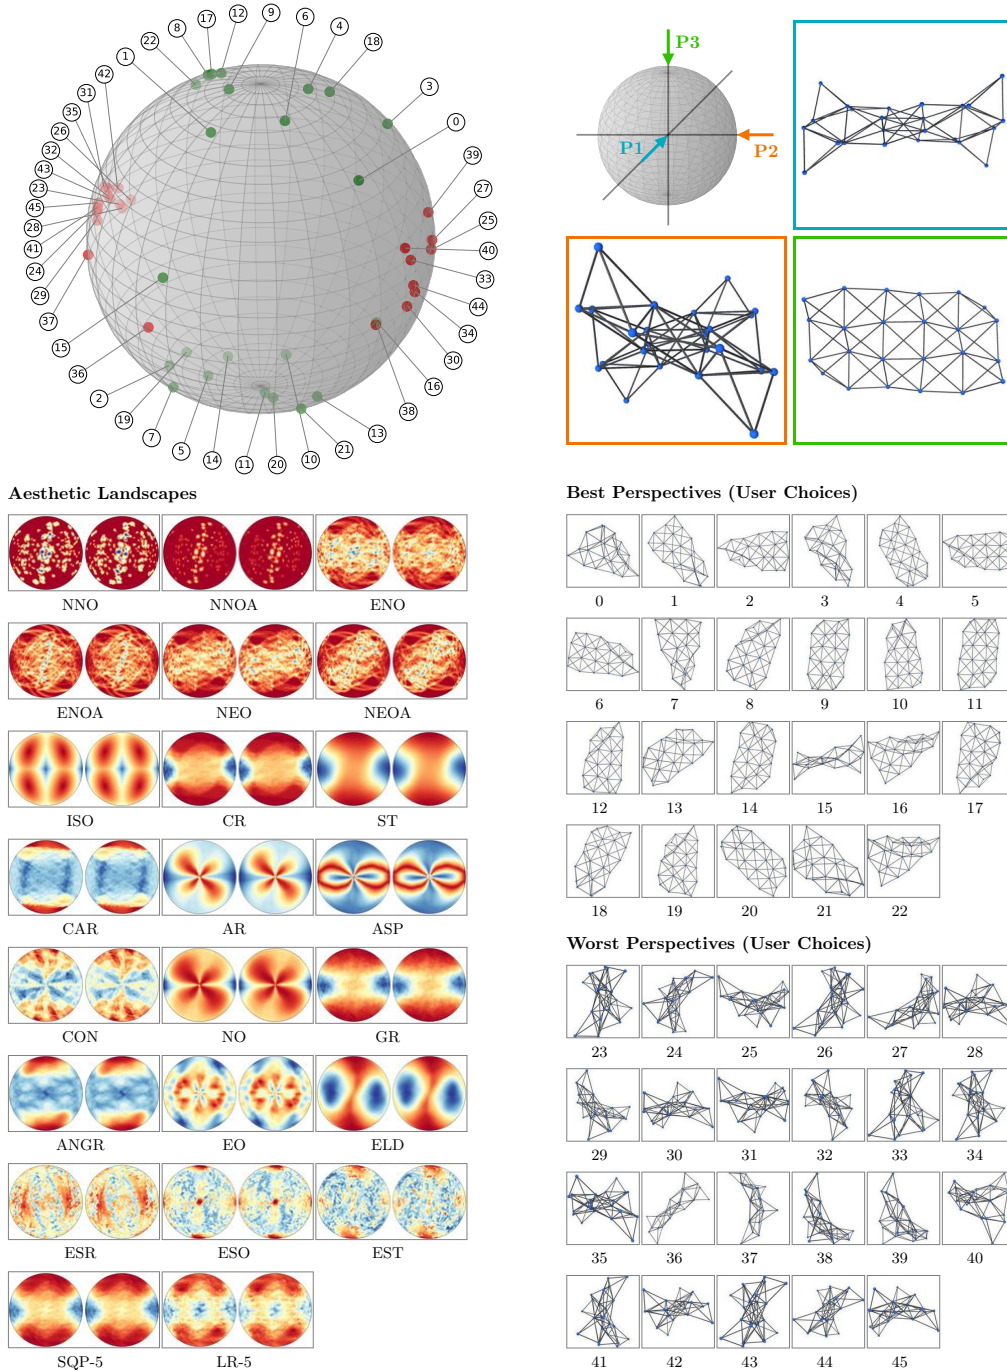 17 12 9 6 4 18
8
22
1
42
31
35
26
32
43
23
45
28
41
24
29
37
15
36
2
19
7
5
14
11
20
10
21
13
38
16
30
34
44
33
40
25
27
39
0
3
P3
P1
P2
Aesthetic Landscapes
NNO NNOA ENO
ENOA NEO NEOA
ISO CR ST
CAR AR ASP
CON NO GR
ANGR EO ELD
ESR ESO EST
SQP-5 LR-5
Best Perspectives (User Choices)
0 1 2 3 4 5
6 7 8 9 10 11
12 13 14 15 16 17
18 19 20 21 22
Worst Perspectives (User Choices)
23 24 25 26 27 28
29 30 31 32 33 34
35 36 37 38 39 40
41 42 43 44 45